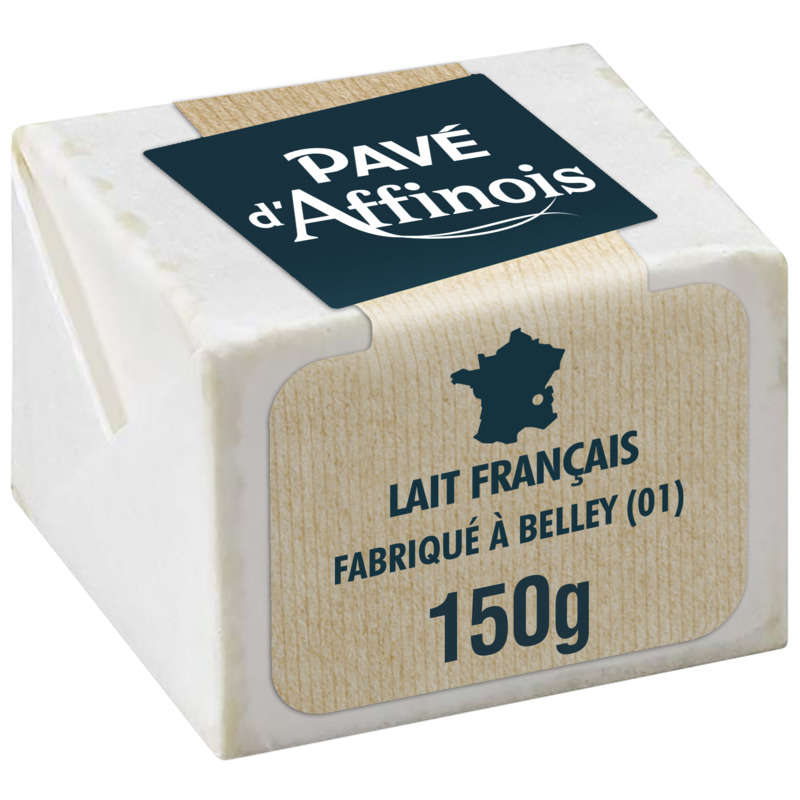 PAVÉ
d'Affinois
LAIT FRANÇAIS
FABRIQUÉ À BELLEY (01)
150g